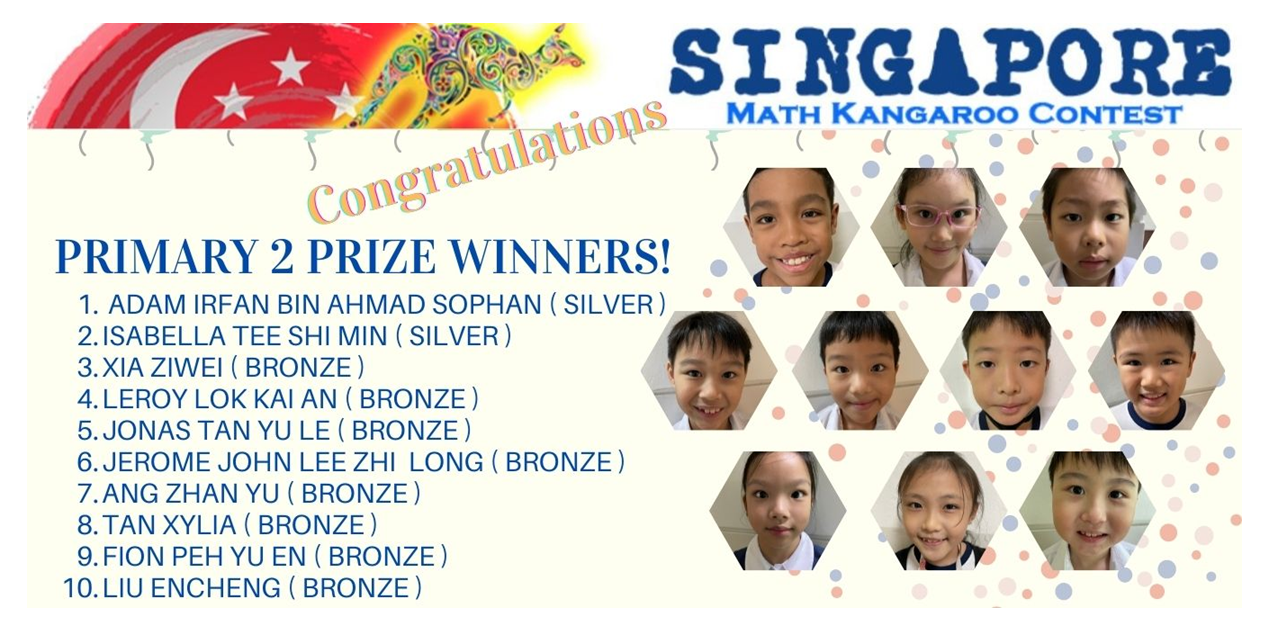 SINGAPORE
MATH KANGAROO CONTEST
Congratulations
PRIMARY 2 PRIZE WINNERS!
1. ADAM IRFAN BIN AHMAD SOPHAN ( SILVER )
2. ISABELLA TEE SHI MIN ( SILVER )
3. XIA ZIWEI ( BRONZE )
4. LEROY LOK KAI AN ( BRONZE )
5. JONAS TAN YU LE ( BRONZE )
6. JEROME JOHN LEE ZHI LONG ( BRONZE )
7. ANG ZHAN YU ( BRONZE )
8. TAN XYLIA ( BRONZE )
9. FION PEH YU EN ( BRONZE )
10. LIU ENCHENG ( BRONZE )